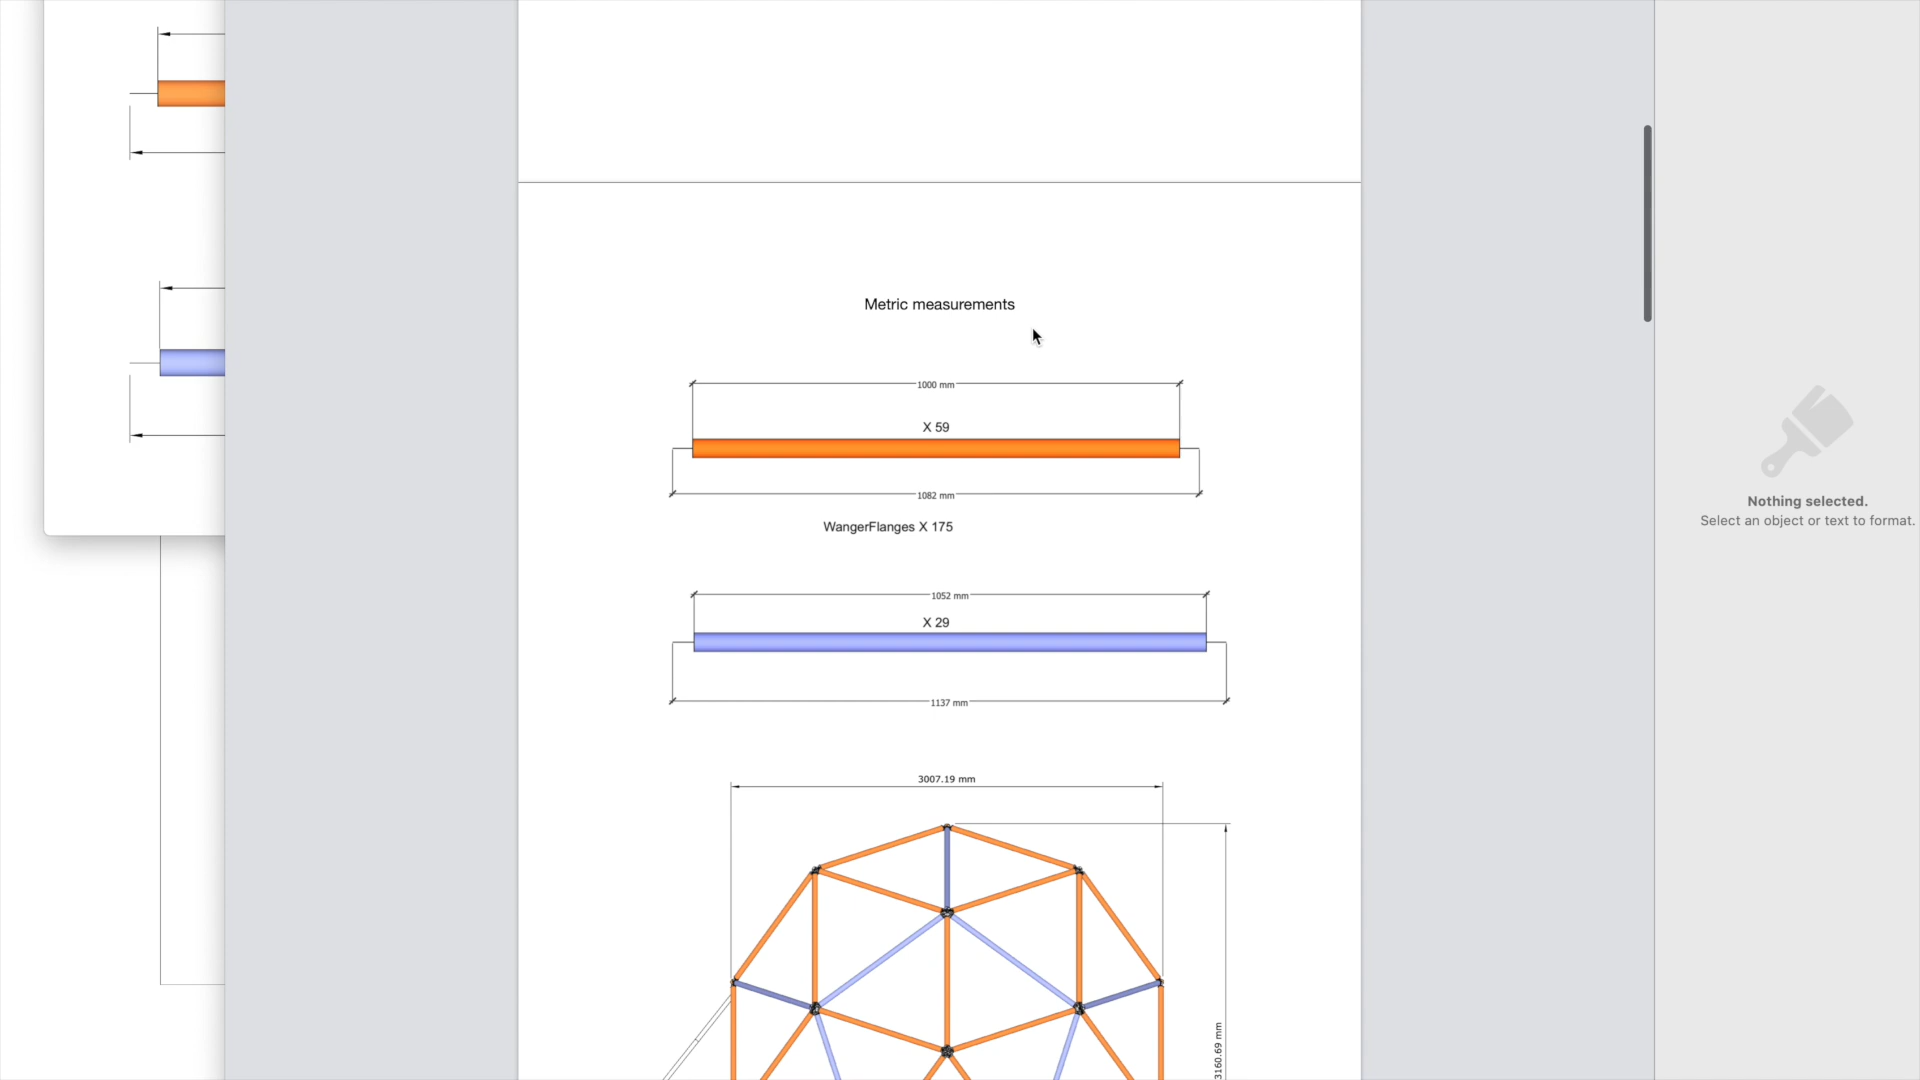 Metric measurements
1000 mm
X 59
1082 mm
WangerFlanges X 175
1052 mm
X 29
1137 mm
3007.19 mm
3160.69 mm
Nothing selected.
Select an object or text to format.